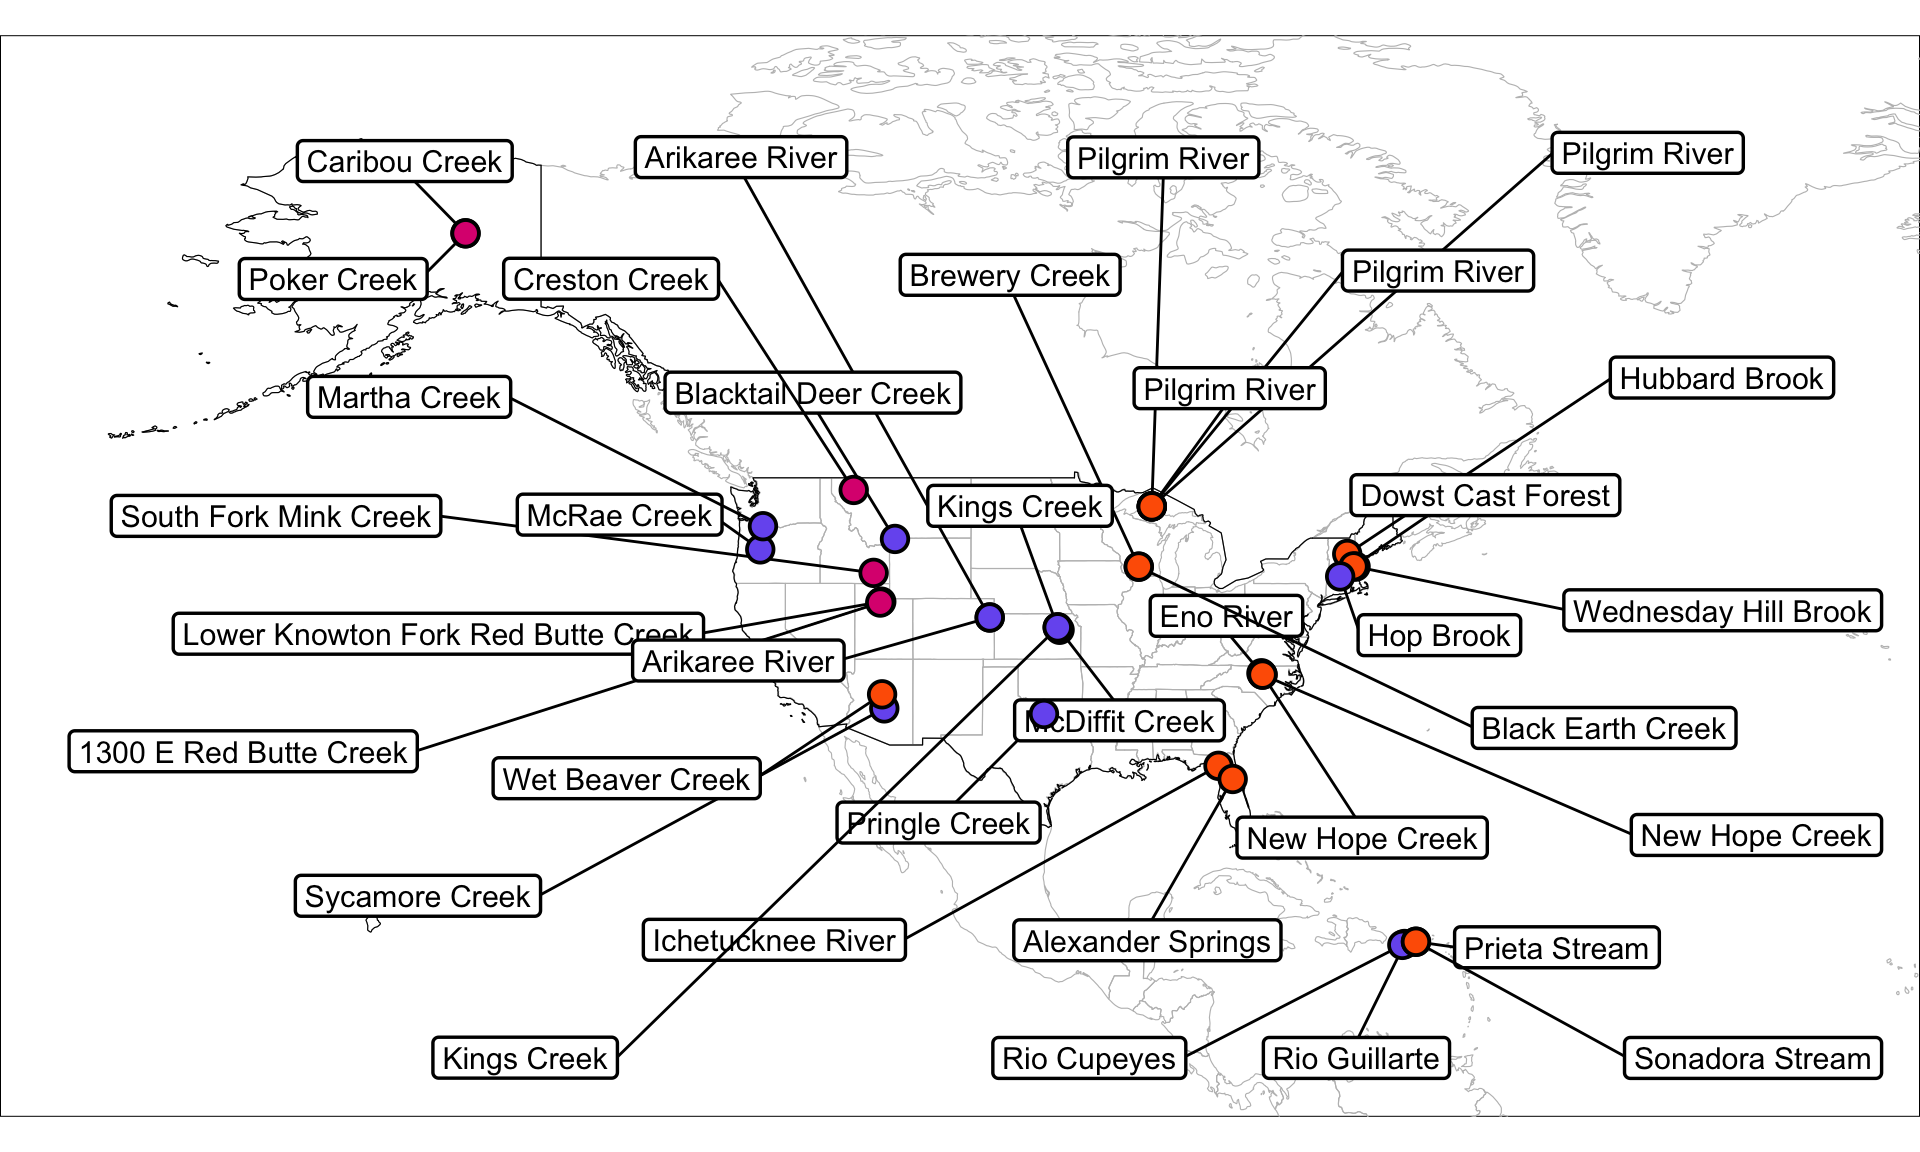 Pilgrim River
Arikaree River
Pilgrim River
Caribou Creek
Pilgrim River
Brewery Creek
Poker Creek
Creston Creek
Hubbard Brook
Pilgrim River
Blacktail Deer Creek
Martha Creek
Dowst Cast Forest
Kings Creek
McRae Creek
South Fork Mink Creek
Wednesday Hill Brook
Eno River
Lower Knowton Fork Red Butte Creek
Hop Brook
Arikaree River
McDiffit Creek
Black Earth Creek
1300 E Red Butte Creek
Wet Beaver Creek
Pringle Creek
New Hope Creek
New Hope Creek
Sycamore Creek
Ichetucknee River
Alexander Springs
Prieta Stream
Kings Creek
Rio Cupeyes
Rio Guillarte
Sonadora Stream